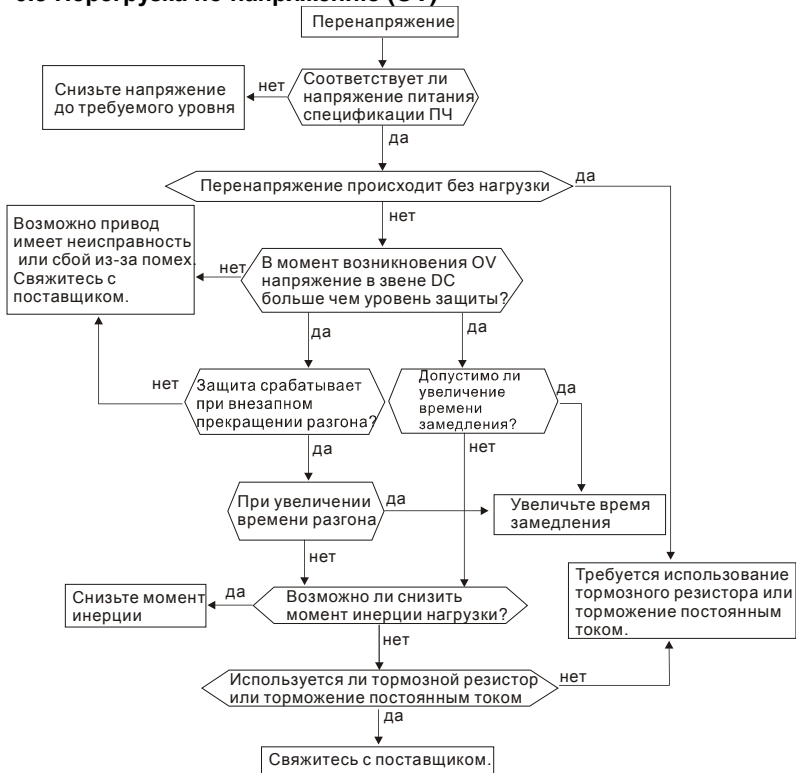 Перегрузка по напряжению (OV)
Перенапряжение
Соответствует ли
напряжение питания
спецификации ПЧ
нет
Снизьте напряжение
до требуемого уровня
да
Перенапряжение происходит без нагрузки
да
нет
Возможно привод
имеет неисправность
или сбой из-за помех.
Свяжитесь с
поставщиком.
нет
В момент возникновения OV
напряжение в звене DC
больше чем уровень защиты?
да
да
нет
Защита срабатывает
при внезапном
прекращении разгона?
Допустимо ли
увеличение
времени
замедления?
да
да
нет
При увеличении
времени разгона
да
Увеличьте время
замедления
нет
Требуется использование
тормозного резистора или
торможение постоянным
током.
Снизьте момент
инерции
да
Возможно ли снизить
момент инерции нагрузки?
нет
Используется ли тормозной резистор
или торможение постоянным током
нет
да
Свяжитесь с поставщиком.